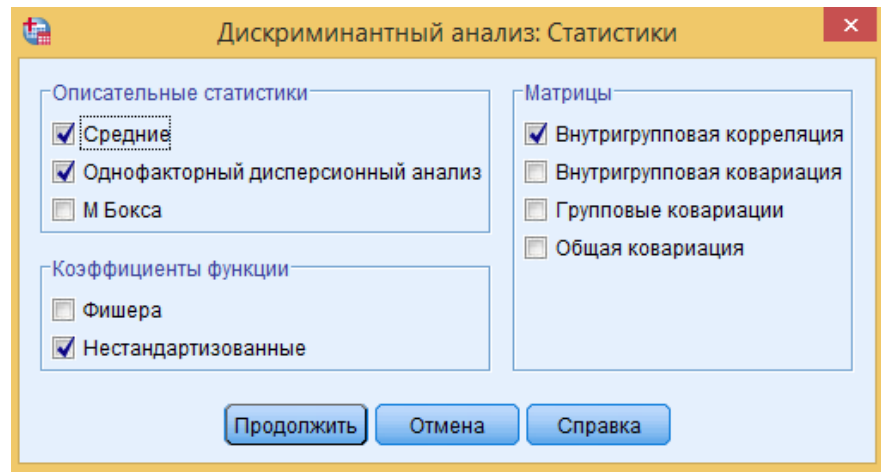 Дискриминантный анализ: Статистики
Описательные статистики
Средние
Однофакторный дисперсионный анализ
М Бокса
Коэффициенты функции
Фишера
Нестандартизованные
Матрицы
Внутригрупповая корреляция
Внутригрупповая ковариация
Групповые ковариации
Общая ковариация
Продолжить Отмена Справка